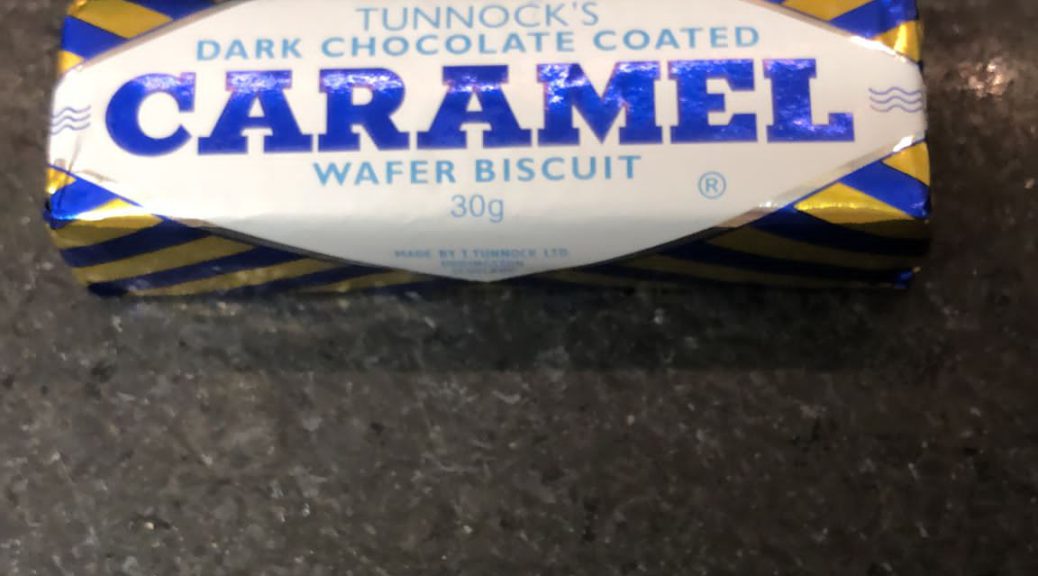 TUNNOCK'S
DARK CHOCOLATE COATED
CARAMEL
WAFER BISCUIT
®
30g
MADE BY T TUNNOCK LTD